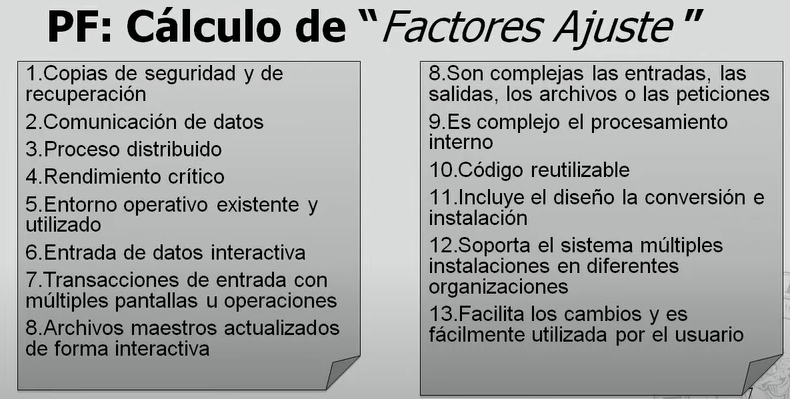 PF: Cálculo de “Factores Ajuste”
1.Copias de seguridad y de
recuperación
2.Comunicación de datos
3.Proceso distribuido
4.Rendimiento crítico
5.Entorno operativo existente y
utilizado
6.Entrada de datos interactiva
7.Transacciones de entrada con
múltiples pantallas u operaciones
8.Archivos maestros actualizados
de forma interactiva
8.Son complejas las entradas, las
salidas, los archivos o las peticiones
9.Es complejo el procesamiento
interno
10.Código reutilizable
11.Incluye el diseño la conversión e
instalación
12.Soporta el sistema múltiples
instalaciones en diferentes
organizaciones
13.Facilita los cambios y es
fácilmente utilizada por el usuario
7